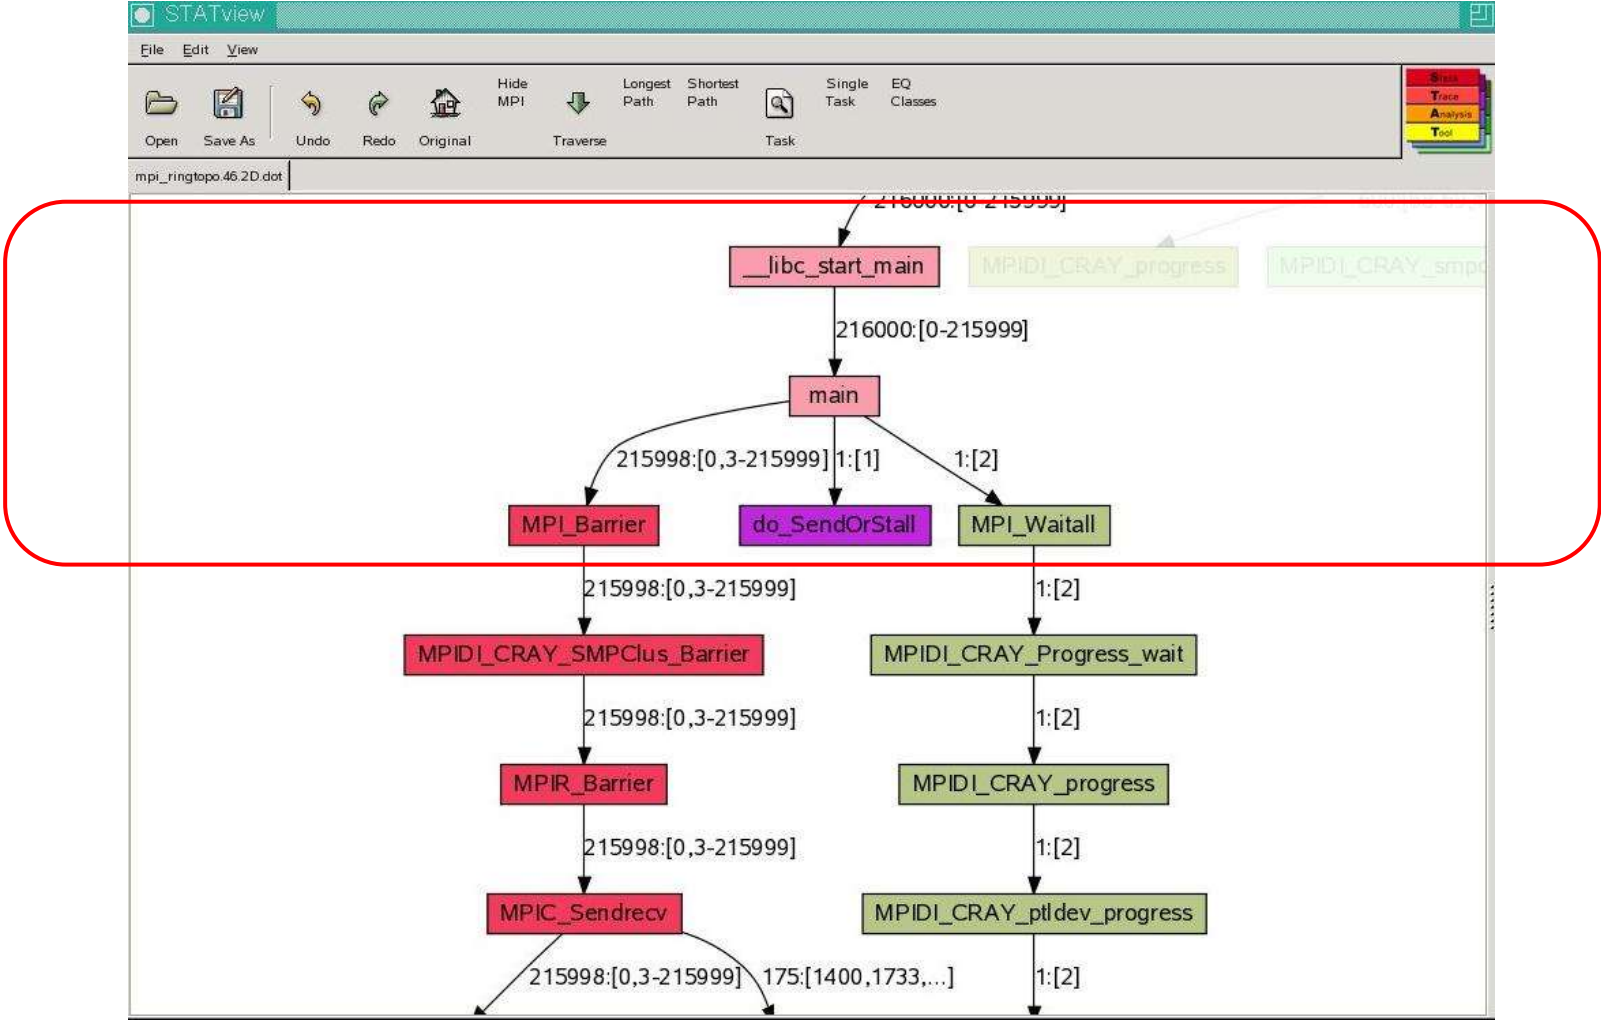 STATview
File Edit View
Hide MPI
Longest Path
Shortest Path
Single Task
EQ Classes
Open Save As Undo Redo Original Traverse Task
Stack
Trace
Analysis
Tool
mpi_ringtopo.46.2D.dot
216000:[0-215999]
__libc_start_main MPIDI_CRAY_progress
216000:[0-215999]
main
215998:[0,3-215999] 1:[1] 1:[2]
MPI_Barrier do_SendOrStall MPI_Waitall
215998:[0,3-215999] 1:[2]
MPIDI_CRAY_SMPClus_Barrier MPIDI_CRAY_Progress_wait
215998:[0,3-215999] 1:[2]
MPIR_Barrier MPIDI_CRAY_progress
215998:[0,3-215999] 1:[2]
MPIC_Sendrecv MPIDI_CRAY_ptldev_progress
215998:[0,3-215999] 175:[1400,1733,...] 1:[2]